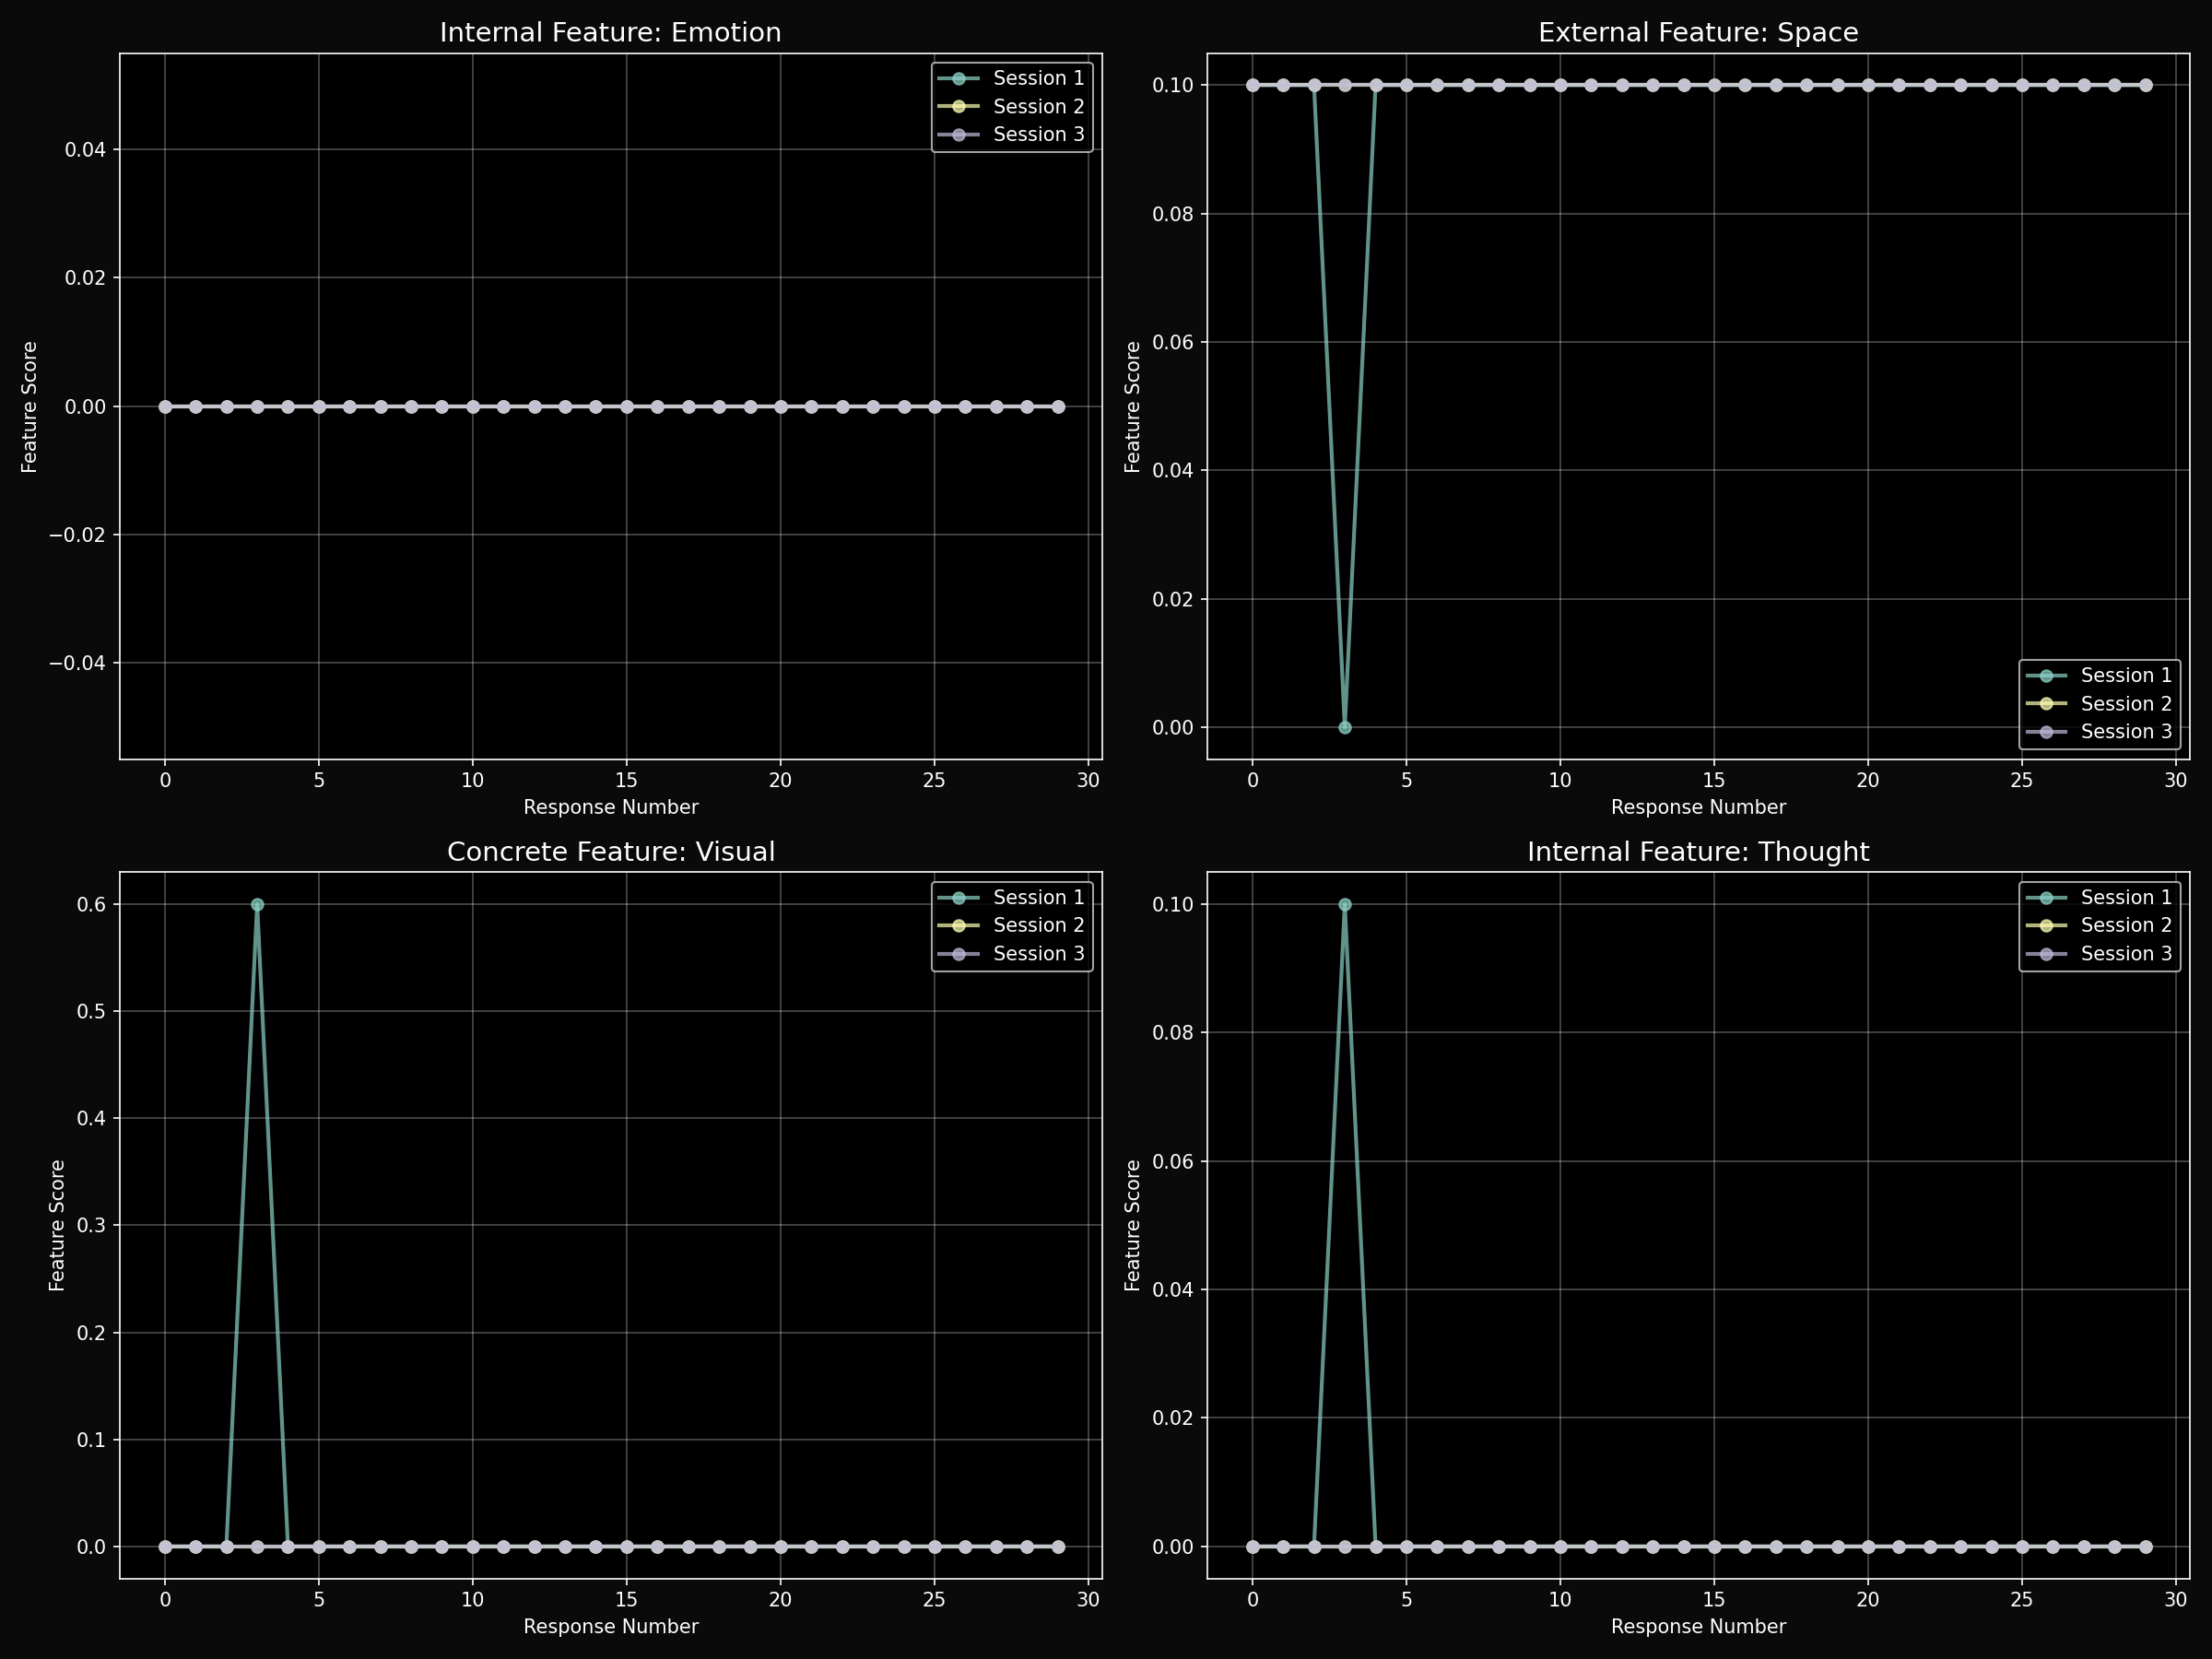 Internal Feature: Emotion
Session 1
Session 2
Session 3
Feature Score
0.04
0.02
0.00
−0.02
−0.04
0 5 10 15 20 25 30
Response Number
External Feature: Space
Feature Score
0.10
0.08
0.06
0.04
0.02
0.00
Session 1
Session 2
Session 3
0 5 10 15 20 25 30
Response Number
Concrete Feature: Visual
Session 1
Session 2
Session 3
Feature Score
0.6
0.5
0.4
0.3
0.2
0.1
0.0
0 5 10 15 20 25 30
Response Number
Internal Feature: Thought
Session 1
Session 2
Session 3
Feature Score
0.10
0.08
0.06
0.04
0.02
0.00
0 5 10 15 20 25 30
Response Number